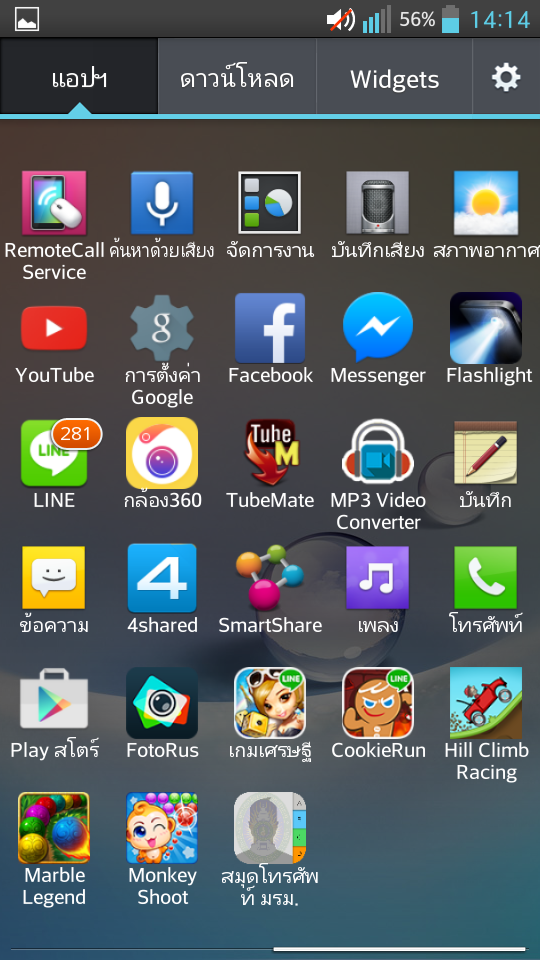 56% 14:14
แอปฯ ดาวน์โหลด Widgets
RemoteCall Service
ค้นหาด้วยเสียง
จัดการงาน
บันทึกเสียง
สภาพอากาศ
YouTube
การตั้งค่า Google
g
Facebook
Messenger
Flashlight
LINE
281
LINE
กล้อง360
Tube
M
TubeMate
MP3 Video Converter
บันทึก
ข้อความ
4
4shared
SmartShare
เพลง
โทรศัพท์
Play สโตร์
FotoRus
LINE
เกมเศรษฐี
LINE
CookieRun
Hill Climb Racing
Marble Legend
Monkey Shoot
สมุดโทรศัพ
ท์ มรม.